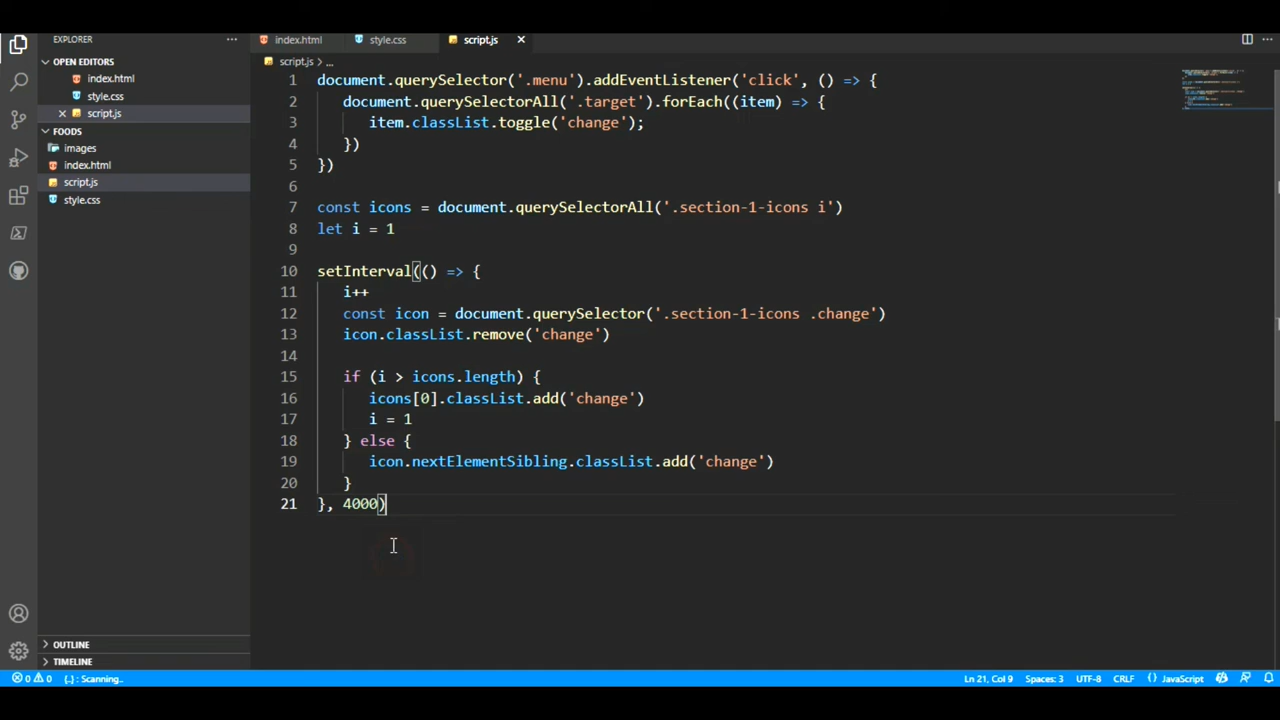 EXPLORER
...
OPEN EDITORS
index.html
style.css
script.js
FOODS
images
index.html
script.js
style.css
OUTLINE
TIMELINE
index.html
style.css
script.js
script.js > ...
1 document.querySelector('.menu').addEventListener('click', () => {
2 document.querySelectorAll('.target').forEach((item) => {
3 item.classList.toggle('change');
4 })
5 })
6
7 const icons = document.querySelectorAll('.section-1-icons i')
8 let i = 1
9
10 setInterval(() => {
11 i++
12 const icon = document.querySelector('.section-1-icons .change')
13 icon.classList.remove('change')
14
15 if (i > icons.length) {
16 icons[0].classList.add('change')
17 i = 1
18 } else {
19 icon.nextElementSibling.classList.add('change')
20 }
21 }, 4000)
0 0 {..} : Scanning..
Ln 21, Col 9 Spaces: 3 UTF-8 CRLF JavaScript